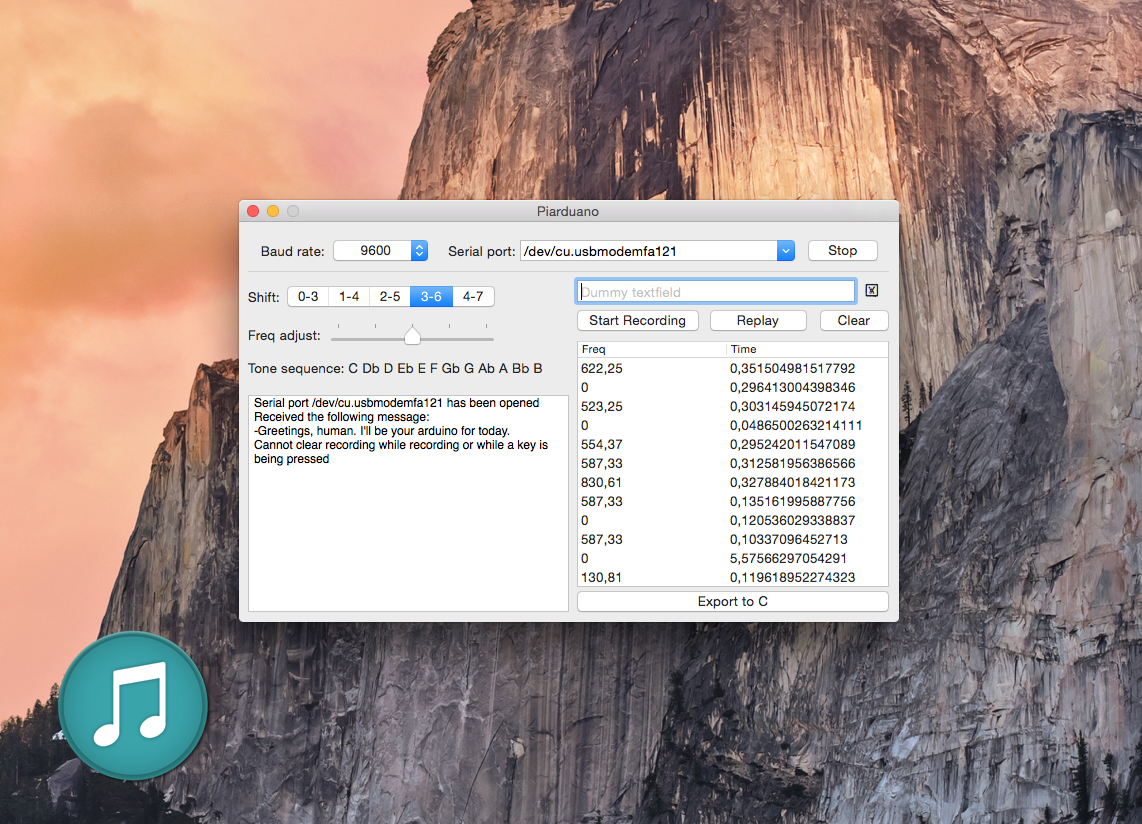 Piarduano
Baud rate: 9600 Serial port: /dev/cu.usbmodemfa121 Stop
Shift: 0-3 1-4 2-5 3-6 4-7
Freq adjust:
Tone sequence: C Db D Eb E F Gb G Ab A Bb B
Serial port /dev/cu.usbmodemfa121 has been opened
Received the following message:
-Greetings, human. I'll be your arduino for today.
Cannot clear recording while recording or while a key is
being pressed
Dummy textfield
Start Recording Replay Clear
Freq Time
622,25 0,351504981517792
0 0,296413004398346
523,25 0,303145945072174
0 0,0486500263214111
554,37 0,295242011547089
587,33 0,312581956386566
830,61 0,327884018421173
587,33 0,135161995887756
0 0,120536029338837
587,33 0,10337096452713
0 5,57566297054291
130,81 0,119618952274323
Export to C